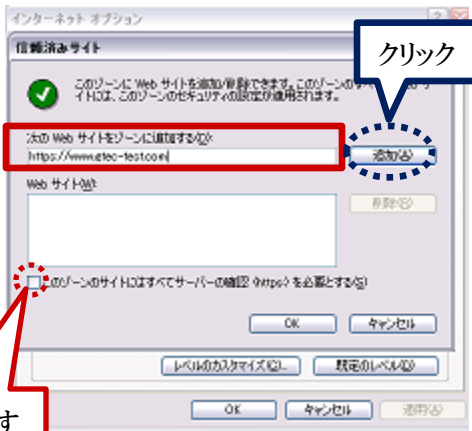 インターネット オプション
信頼済みサイト
クリック
このゾーンに Web サイトを追加/削除できます。このゾーンのすべ
イトには、このゾーンのセキュリティの設定が適用されます。
次の Web サイトをゾーンに追加する(D):
https://www.etec-test.com
追加(A)
Web サイト(W):
削除(R)
このゾーンのサイトにはすべてサーバーの確認 (https:) を必要とする(S)
OK
キャンセル
レベルのカスタマイズ(C)...
既定のレベル(D)
す
OK
キャンセル
適用(A)